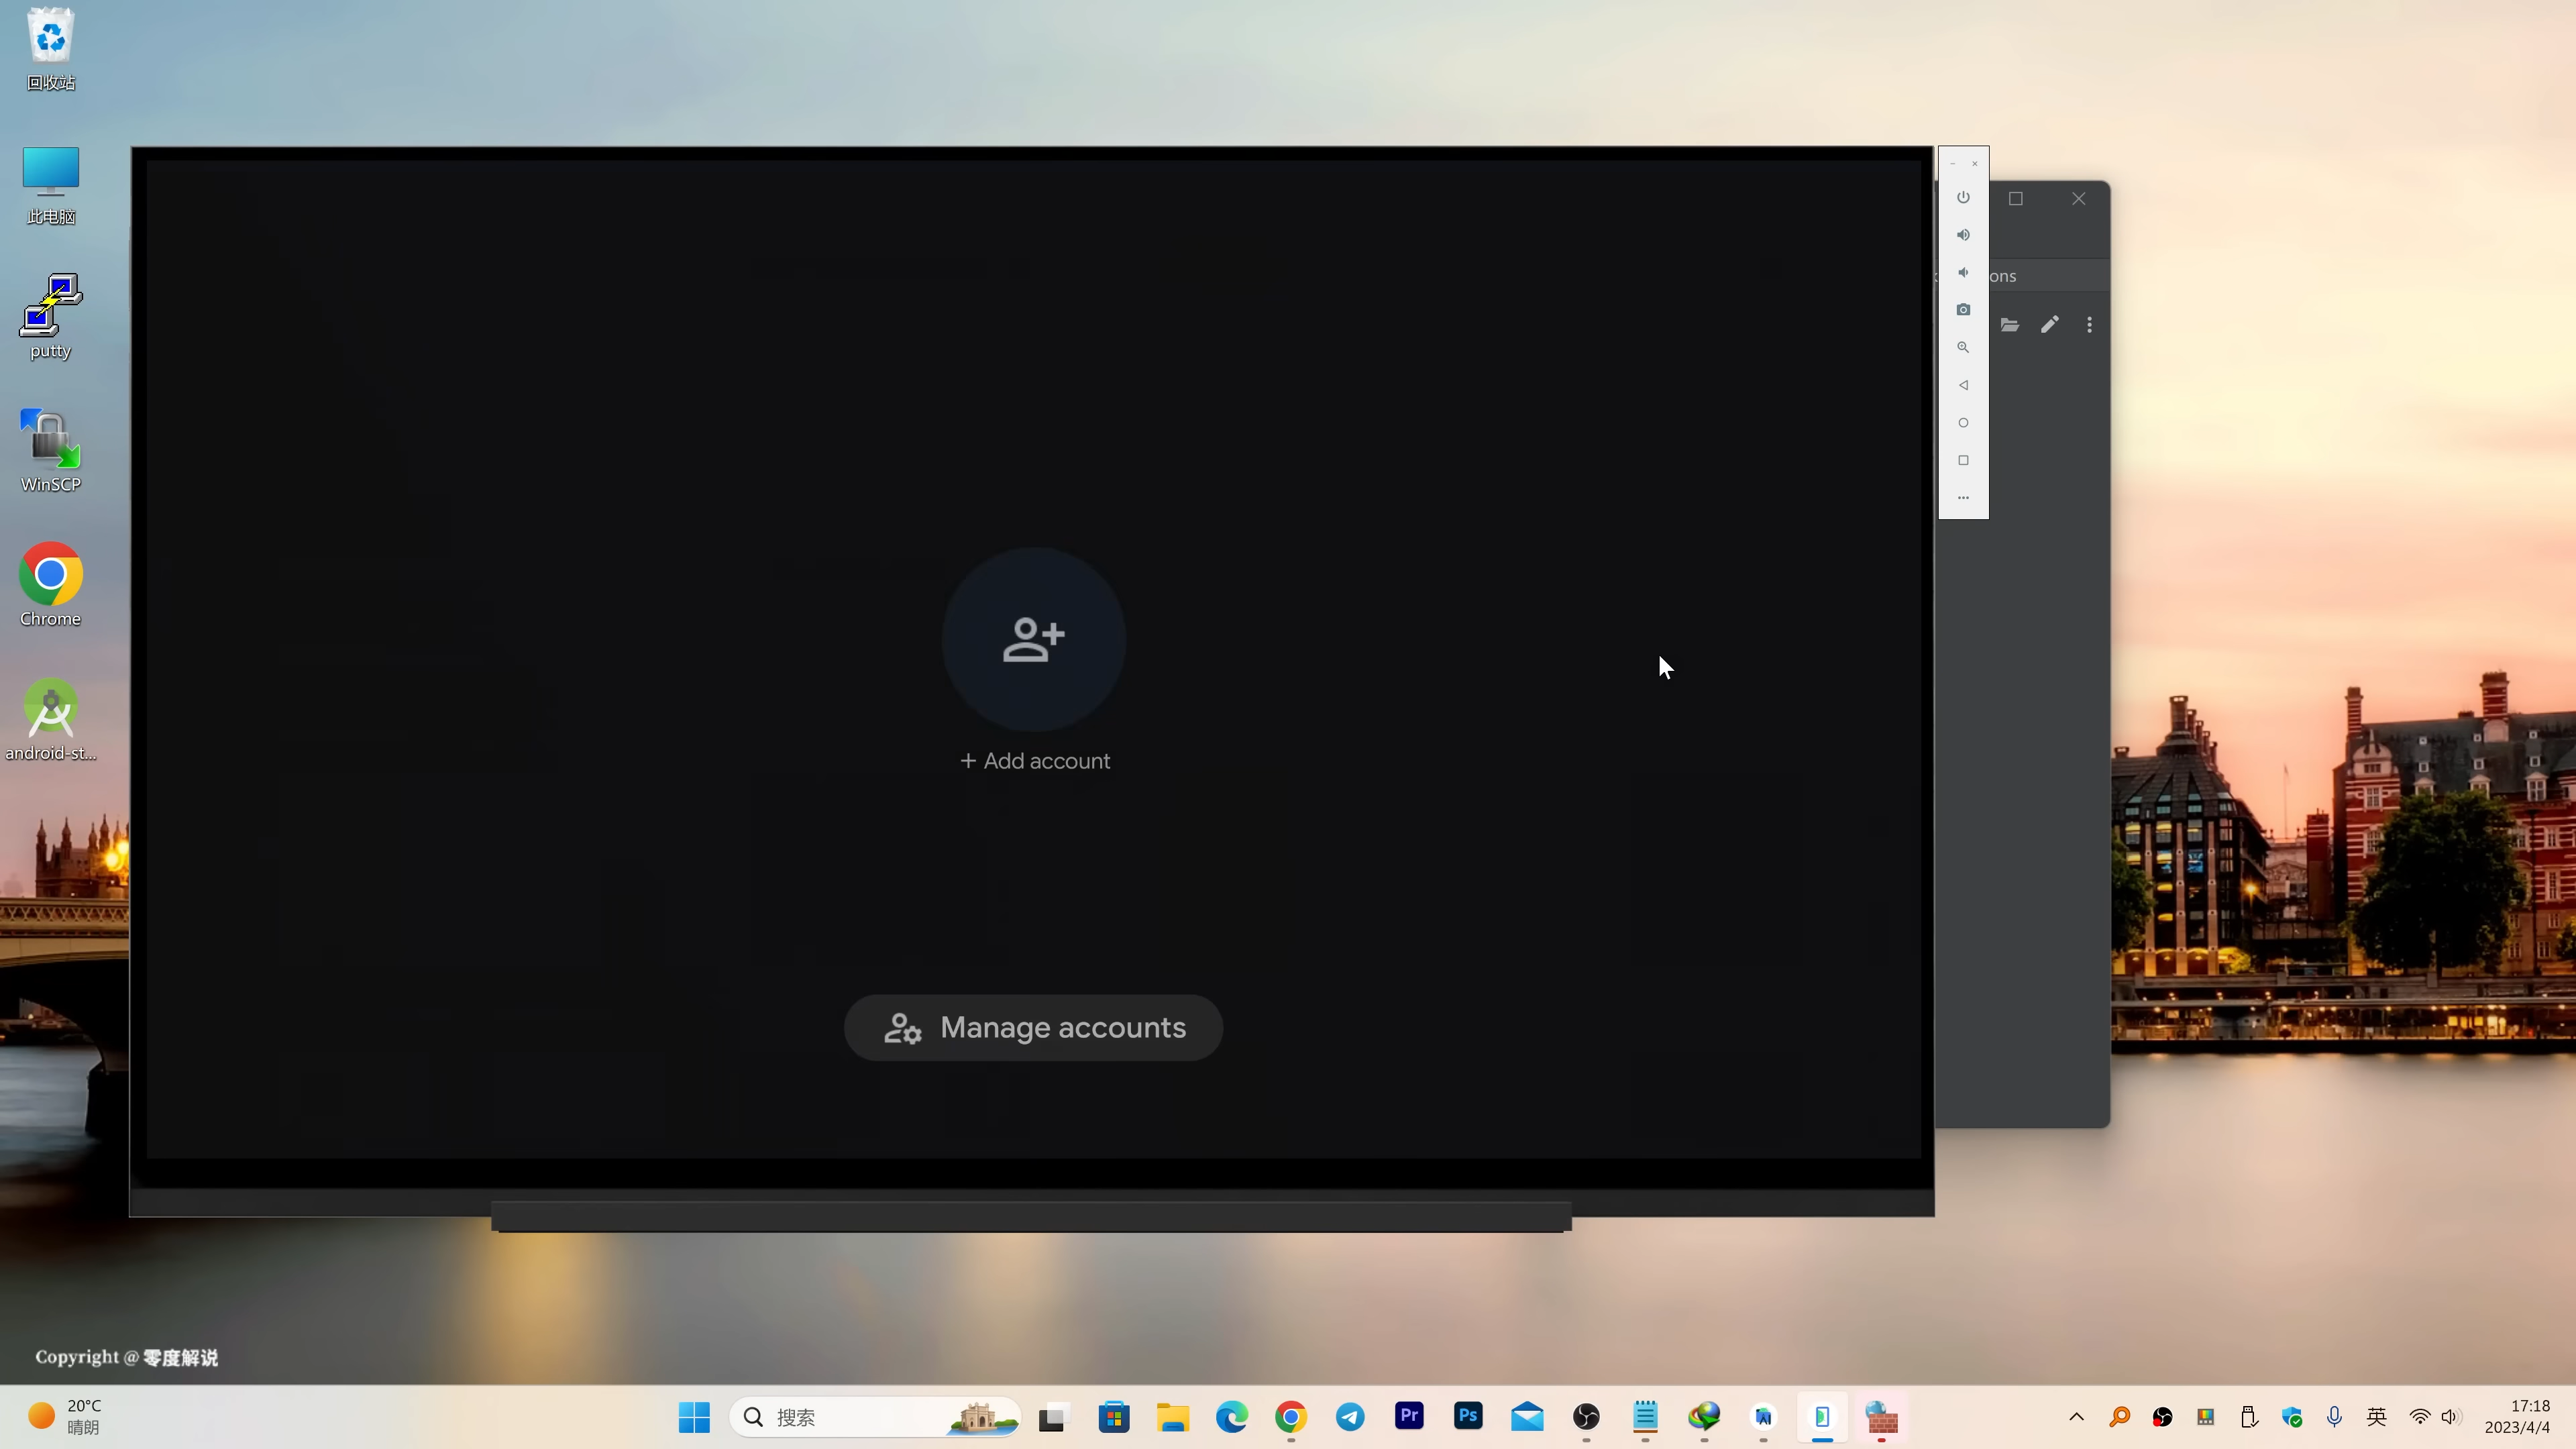 回收站
此电脑
putty
WinSCP
Chrome
android-st...
ons
+ Add account
Manage accounts
Copyright @ 零度解说
20°C
晴朗
搜索
Pr
Ps
英
17:18
2023/4/4